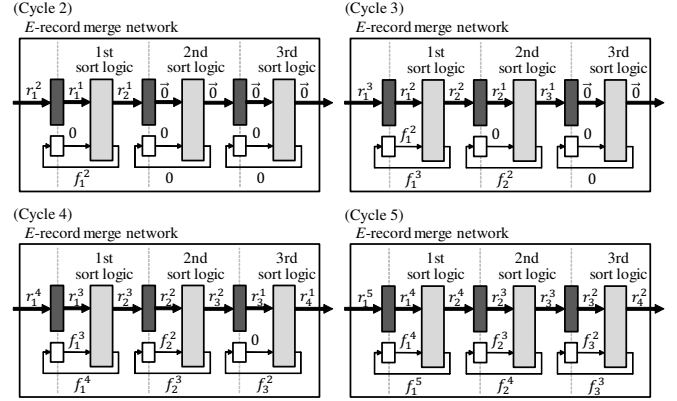 (Cycle 2)
E-record merge network
1st sort logic
2nd sort logic
3rd sort logic
r_1^2 r_1^1 r_2^1 0⃗ 0⃗ 0⃗ 0⃗
0 0 0
f_1^2 0 0
(Cycle 3)
E-record merge network
1st sort logic
2nd sort logic
3rd sort logic
r_1^3 r_1^2 r_2^2 r_2^1 r_3^1 0⃗ 0⃗
f_1^2 0 0
f_1^3 f_2^2 0
(Cycle 4)
E-record merge network
1st sort logic
2nd sort logic
3rd sort logic
r_1^4 r_1^3 r_2^3 r_2^2 r_3^2 r_3^1 r_4^1
f_1^3 f_2^2 0
f_1^4 f_2^3 f_3^2
(Cycle 5)
E-record merge network
1st sort logic
2nd sort logic
3rd sort logic
r_1^5 r_1^4 r_2^4 r_2^3 r_3^3 r_3^2 r_4^2
f_1^4 f_2^3 f_3^2
f_1^5 f_2^4 f_3^3